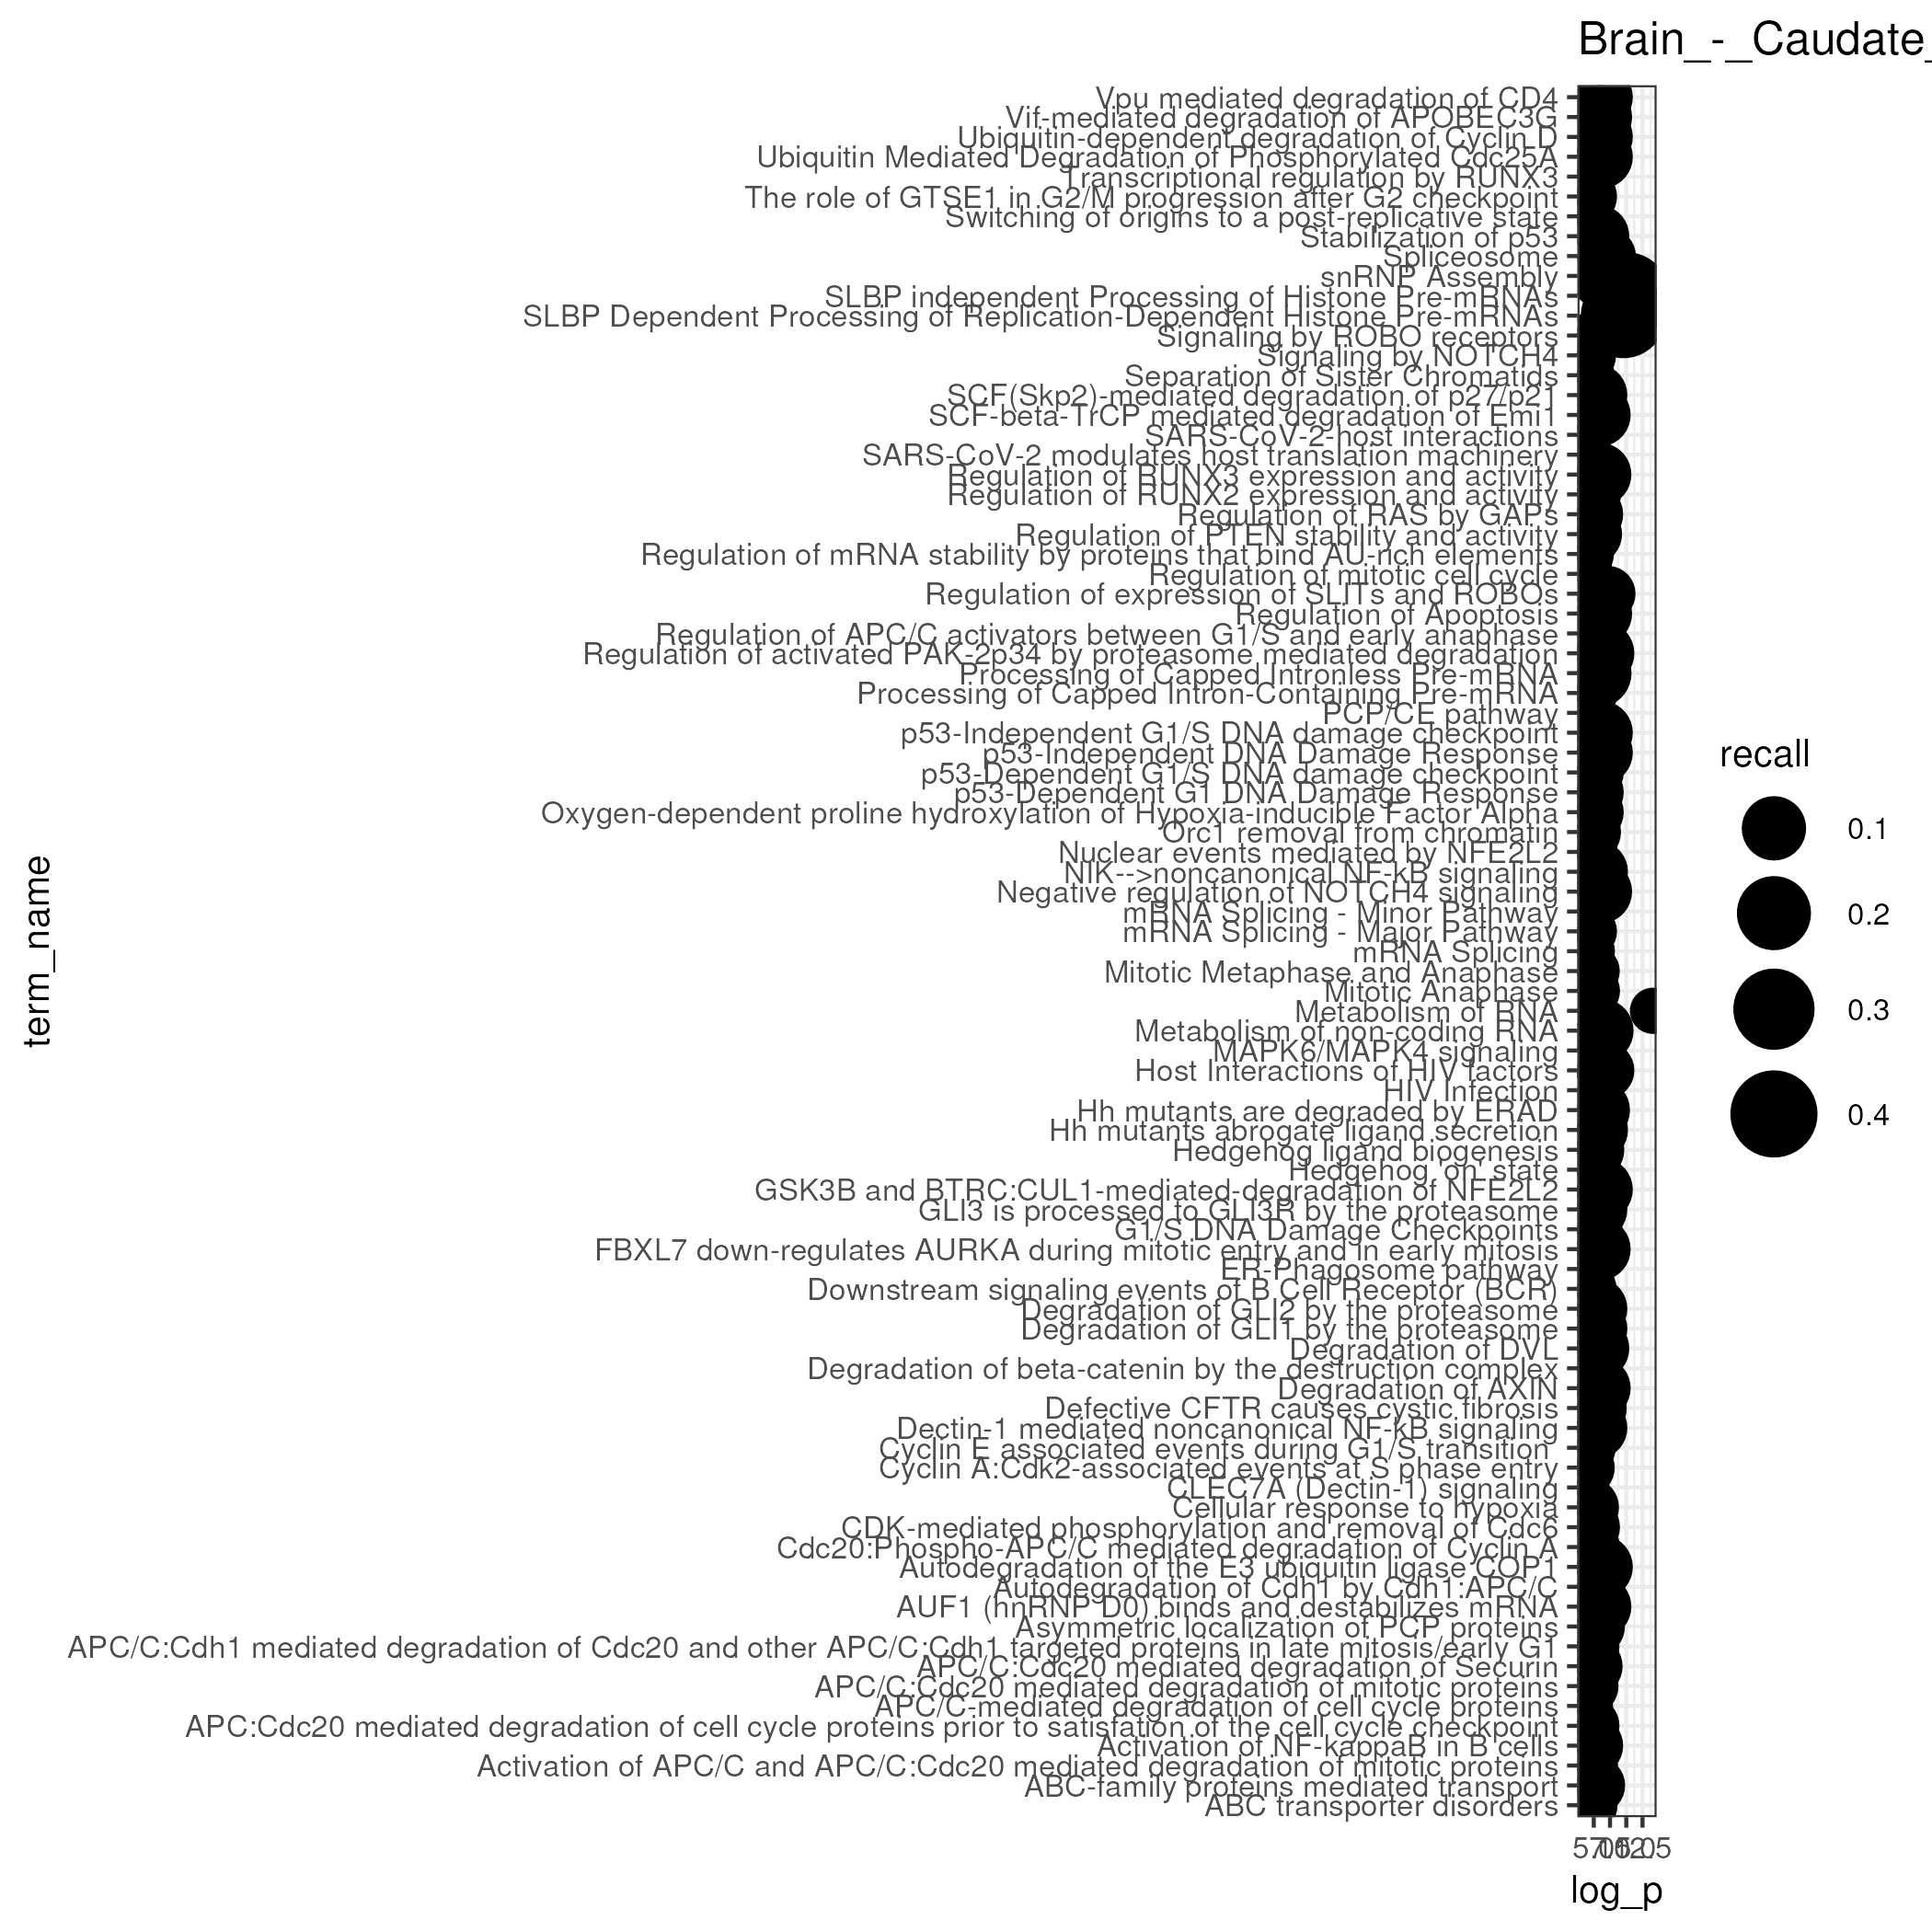 Brain_-_Caudate_
Vpu mediated degradation of CD4
Vif-mediated degradation of APOBEC3G
Ubiquitin-dependent degradation of Cyclin D
Ubiquitin Mediated Degradation of Phosphorylated Cdc25A
Transcriptional regulation by RUNX3
The role of GTSE1 in G2/M progression after G2 checkpoint
Switching of origins to a post-replicative state
Stabilization of p53
Spliceosome
snRNP Assembly
SLBP independent Processing of Histone Pre-mRNAs
SLBP Dependent Processing of Replication-Dependent Histone Pre-mRNAs
Signaling by ROBO receptors
Signaling by NOTCH4
Separation of Sister Chromatids
SCF(Skp2)-mediated degradation of p27/p21
SCF-beta-TrCP mediated degradation of Emi1
SARS-CoV-2-host interactions
SARS-CoV-2 modulates host translation machinery
Regulation of RUNX3 expression and activity
Regulation of RUNX2 expression and activity
Regulation of RAS by GAPs
Regulation of PTEN stability and activity
Regulation of mRNA stability by proteins that bind AU-rich elements
Regulation of mitotic cell cycle
Regulation of expression of SLITs and ROBOs
Regulation of Apoptosis
Regulation of APC/C activators between G1/S and early anaphase
Regulation of activated PAK-2p34 by proteasome mediated degradation
Processing of Capped Intronless Pre-mRNA
Processing of Capped Intron-Containing Pre-mRNA
PCP/CE pathway
p53-Independent G1/S DNA damage checkpoint
p53-Independent DNA Damage Response
p53-Dependent G1/S DNA damage checkpoint
p53-Dependent G1 DNA Damage Response
Oxygen-dependent proline hydroxylation of Hypoxia-inducible Factor Alpha
Orc1 removal from chromatin
Nuclear events mediated by NFE2L2
NIK-->noncanonical NF-kB signaling
Negative regulation of NOTCH4 signaling
mRNA Splicing - Minor Pathway
mRNA Splicing - Major Pathway
mRNA Splicing
Mitotic Metaphase and Anaphase
Mitotic Anaphase
Metabolism of RNA
Metabolism of non-coding RNA
MAPK6/MAPK4 signaling
Host Interactions of HIV factors
HIV Infection
Hh mutants are degraded by ERAD
Hh mutants abrogate ligand secretion
Hedgehog ligand biogenesis
Hedgehog 'on' state
GSK3B and BTRC:CUL1-mediated-degradation of NFE2L2
GLI3 is processed to GLI3R by the proteasome
G1/S DNA Damage Checkpoints
FBXL7 down-regulates AURKA during mitotic entry and in early mitosis
ER-Phagosome pathway
Downstream signaling events of B Cell Receptor (BCR)
Degradation of GLI2 by the proteasome
Degradation of GLI1 by the proteasome
Degradation of DVL
Degradation of beta-catenin by the destruction complex
Degradation of AXIN
Defective CFTR causes cystic fibrosis
Dectin-1 mediated noncanonical NF-kB signaling
Cyclin E associated events during G1/S transition
Cyclin A:Cdk2-associated events at S phase entry
CLEC7A (Dectin-1) signaling
Cellular response to hypoxia
CDK-mediated phosphorylation and removal of Cdc6
Cdc20:Phospho-APC/C mediated degradation of Cyclin A
Autodegradation of the E3 ubiquitin ligase COP1
Autodegradation of Cdh1 by Cdh1:APC/C
AUF1 (hnRNP D0) binds and destabilizes mRNA
Asymmetric localization of PCP proteins
APC/C:Cdh1 mediated degradation of Cdc20 and other APC/C:Cdh1 targeted proteins in late mitosis/early G1
APC/C:Cdc20 mediated degradation of Securin
APC/C:Cdc20 mediated degradation of mitotic proteins
APC/C-mediated degradation of cell cycle proteins
APC:Cdc20 mediated degradation of cell cycle proteins prior to satisfation of the cell cycle checkpoint
Activation of NF-kappaB in B cells
Activation of APC/C and APC/C:Cdc20 mediated degradation of mitotic proteins
ABC-family proteins mediated transport
ABC transporter disorders
term_name
log_p
recall
0.1
0.2
0.3
0.4